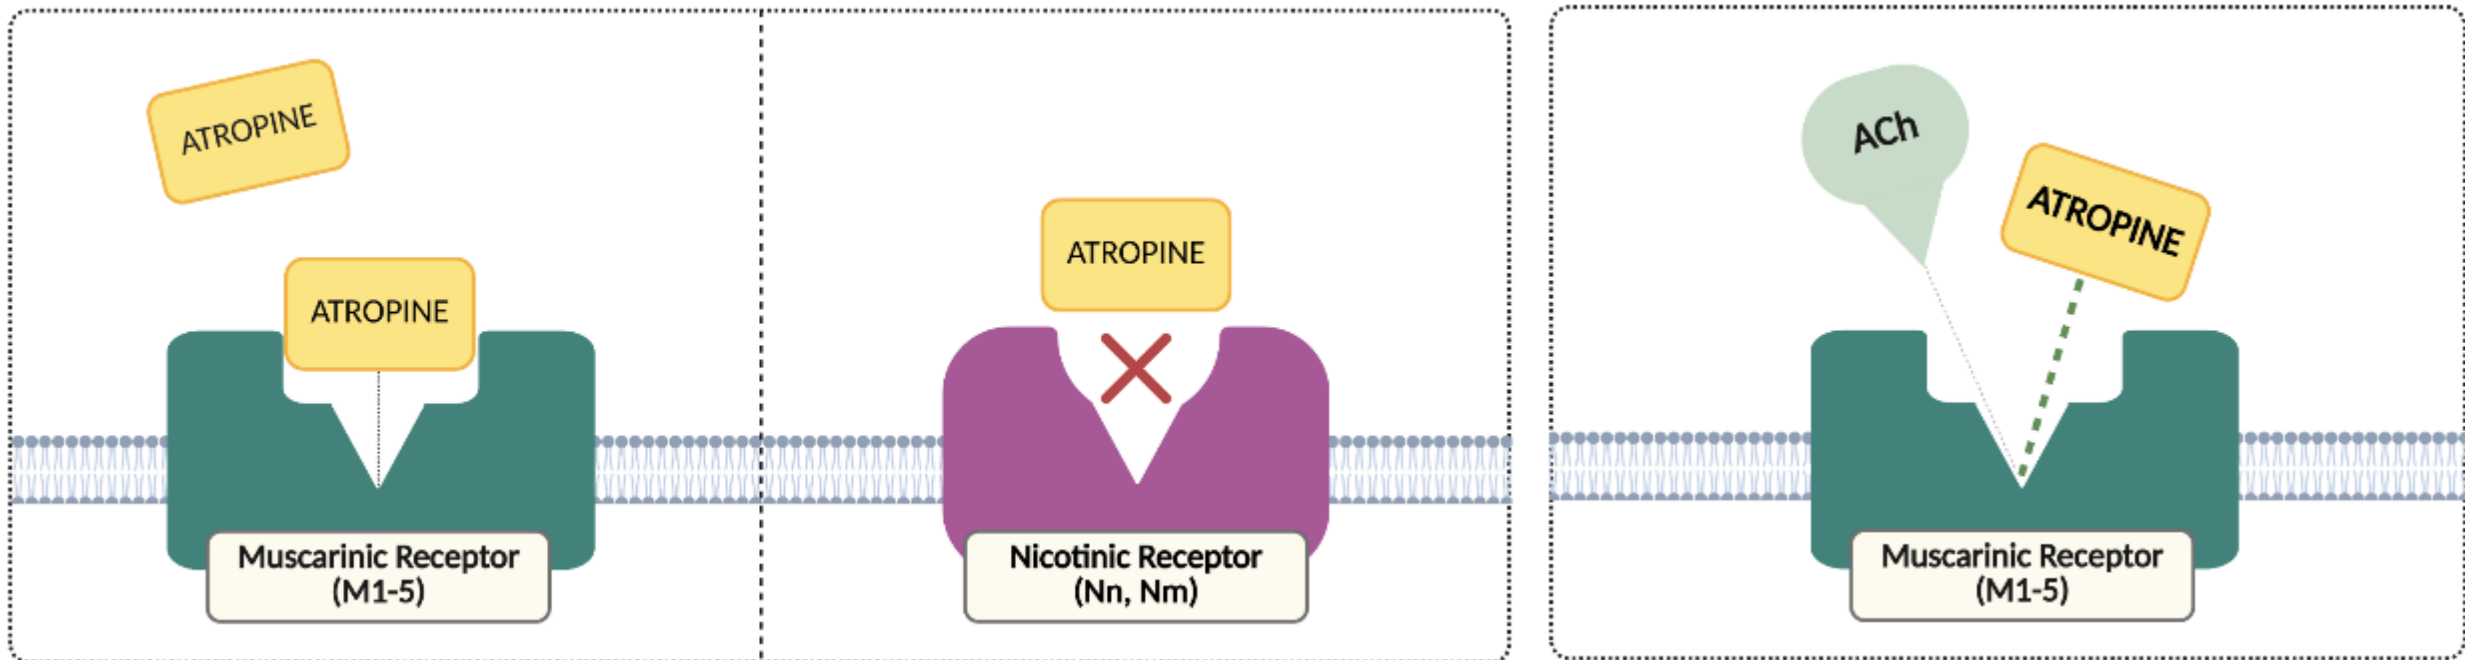 ATROPINE
ATROPINE
Muscarinic Receptor
(M1-5)
ATROPINE
Nicotinic Receptor
(Nn, Nm)
ACh
ATROPINE
Muscarinic Receptor
(M1-5)